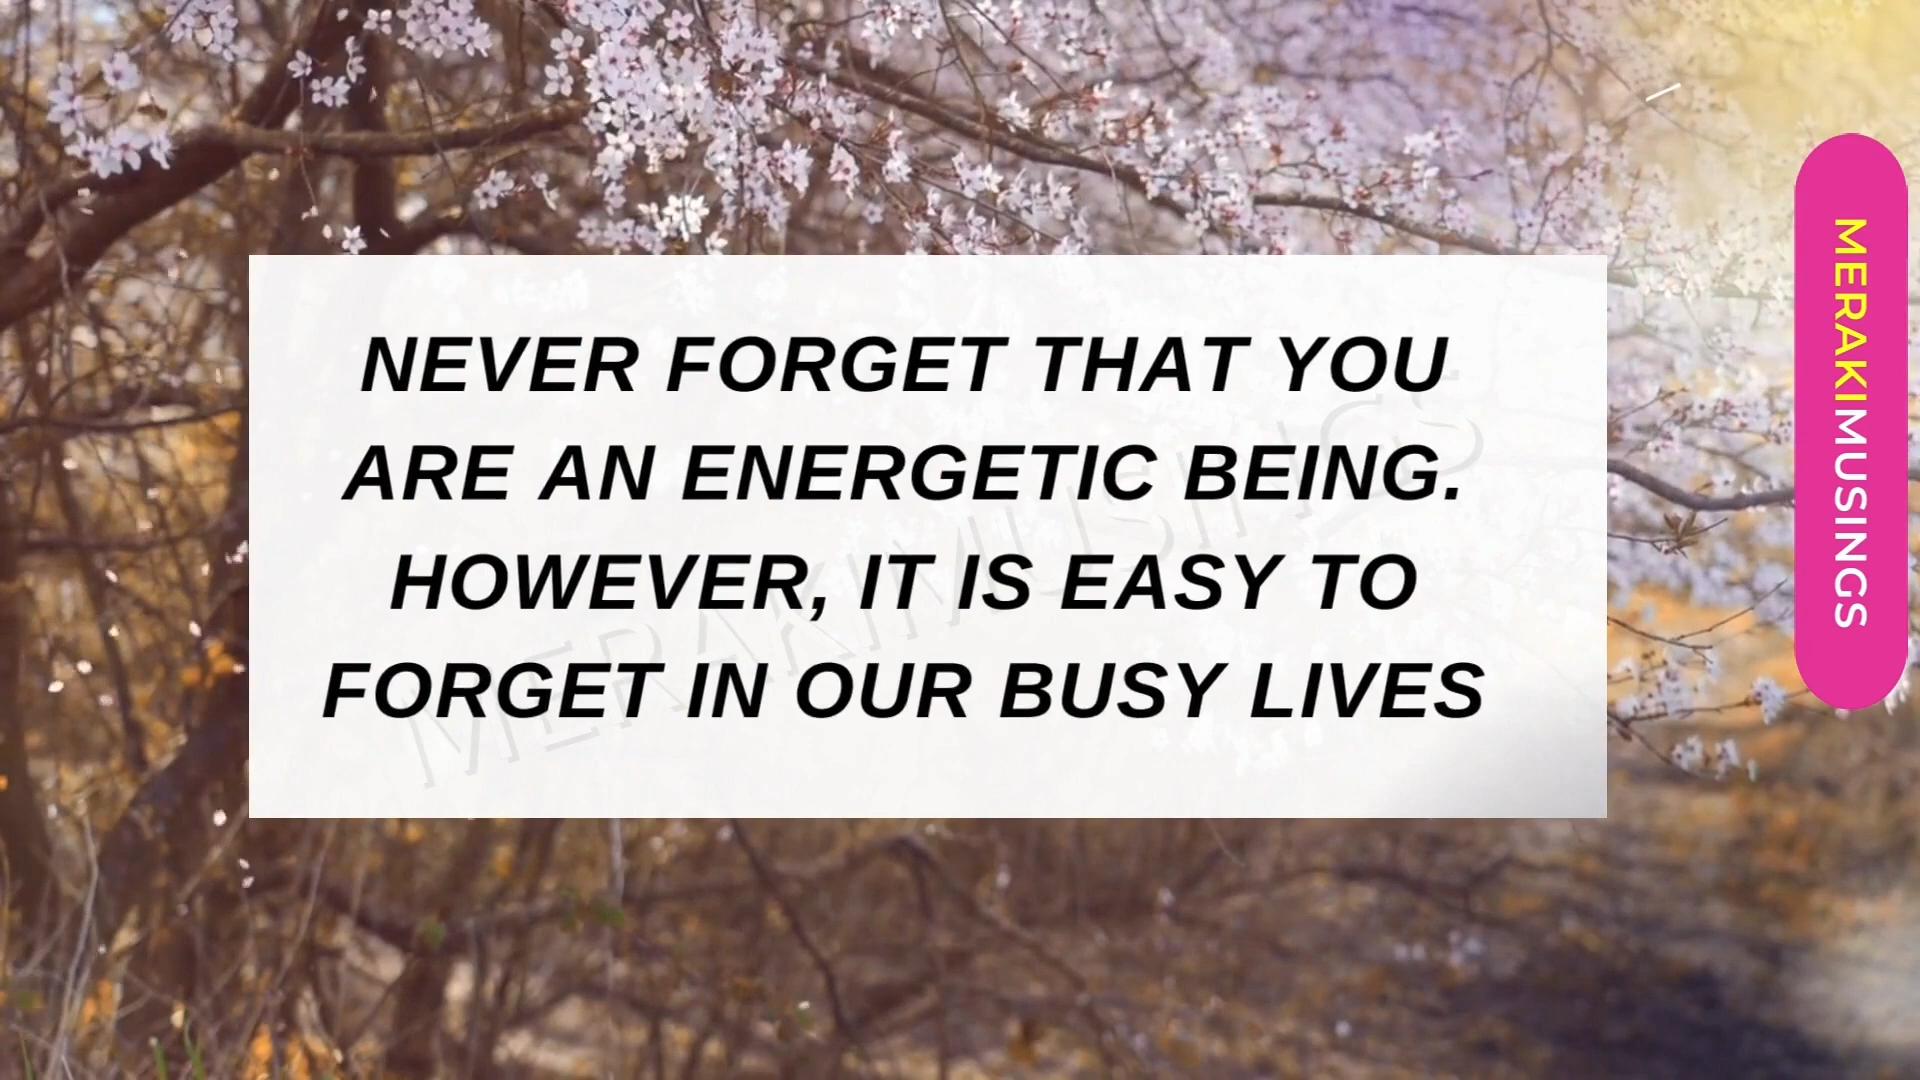 NEVER FORGET THAT YOU
ARE AN ENERGETIC BEING.
HOWEVER, IT IS EASY TO
FORGET IN OUR BUSY LIVES
MERAKIMUSINGS
MERAKIMUSINGS